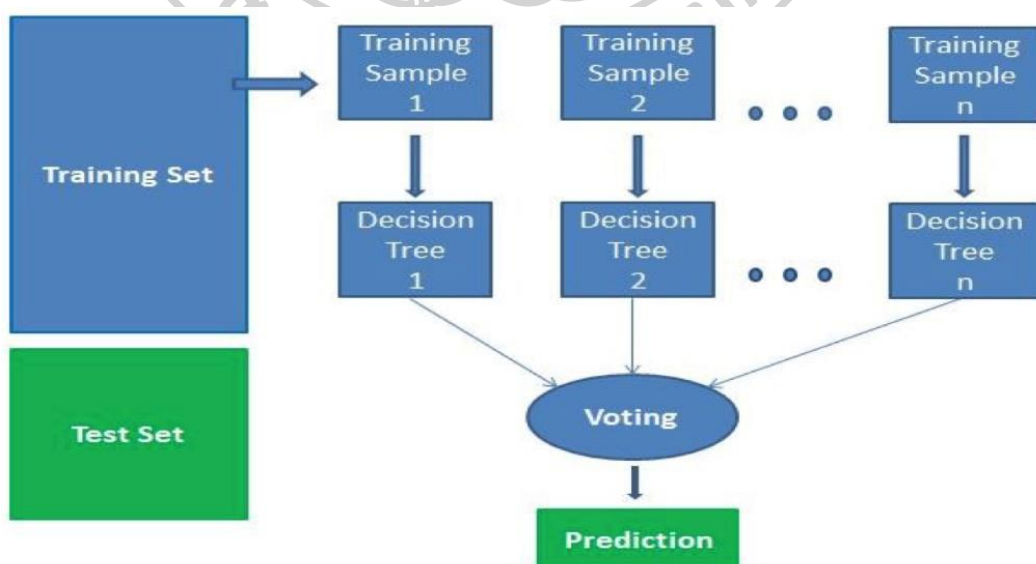 Training Set
Test Set
Training
Sample
1
Training
Sample
2
Training
Sample
n
Decision
Tree
1
Decision
Tree
2
Decision
Tree
n
Voting
Prediction